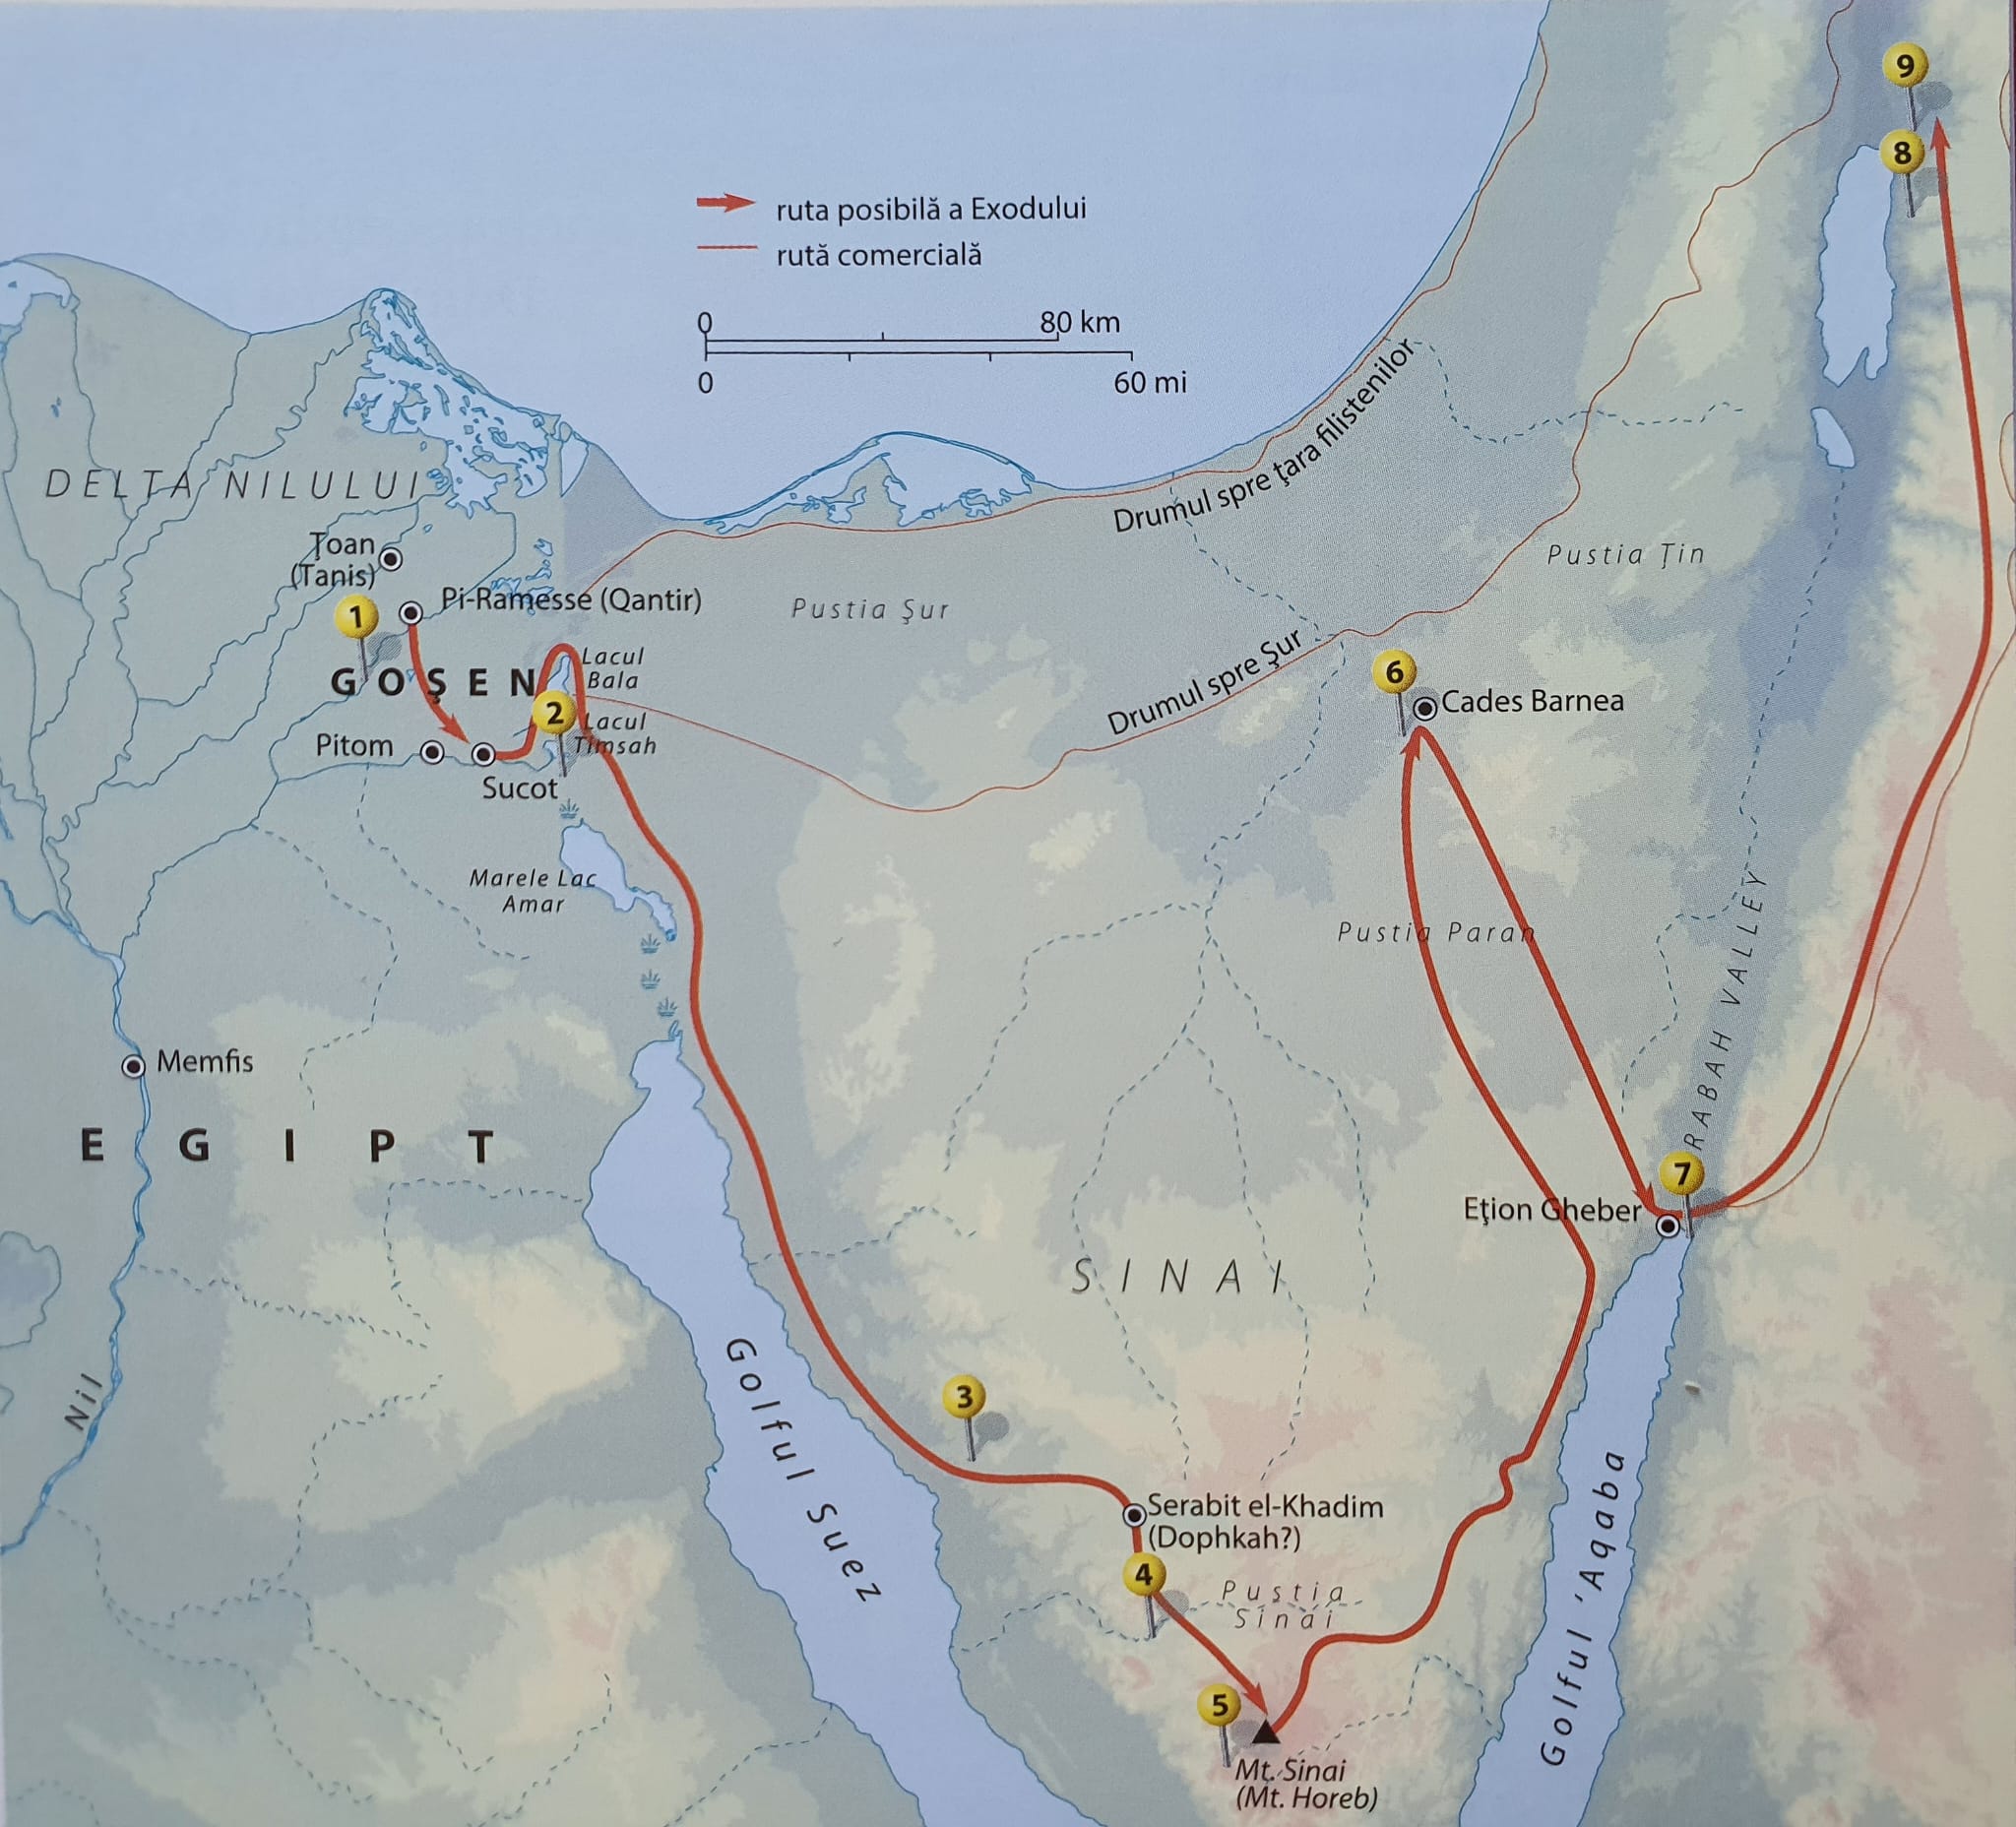 9
8
ruta posibilă a Exodului
rută comercială
0 80 km
0 60 mi
Drumul spre ţara filistenilor
DELTA NILULUI
Ţoan
(Tanis)
1
Pi-Ramesse (Qantir)
Pustia Şur
Pustia Ţin
GOŞEN
Lacul
Bala
2
Lacul
Timsah
Pitom
Sucot
Drumul spre Şur
6
Cades Barnea
Marele Lac
Amar
Pustia Paran
RABAH VALLEY
Memfis
EGIPT
7
Eţion Gheber
SINAI
Nil
Golful Suez
3
Serabit el-Khadim
(Dophkah?)
4
Pustia
Sinai
Golful 'Aqaba
5
Mt. Sinai
(Mt. Horeb)